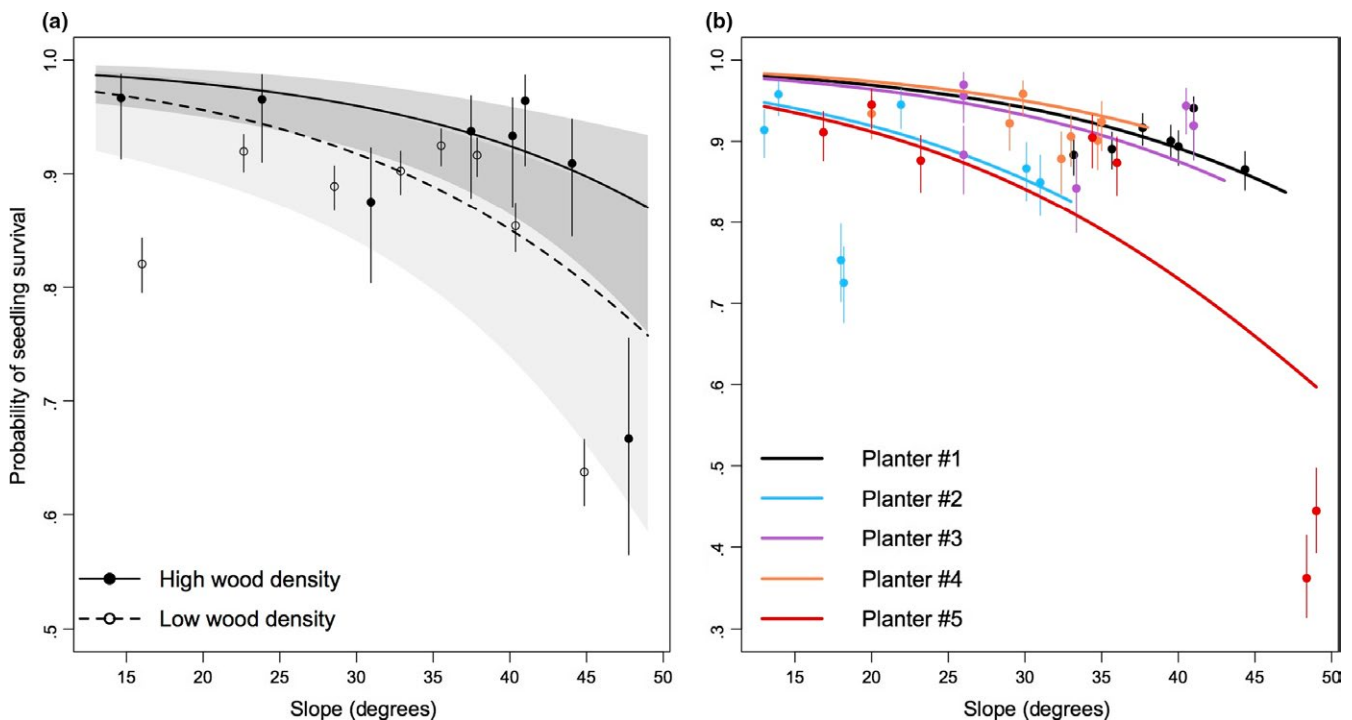 (a)
(b)
Probability of seedling survival
1.0
.9
.8
.7
.6
.5
High wood density
Low wood density
15 20 25 30 35 40 45 50
Slope (degrees)
1.0
.9
.8
.7
.6
.5
.4
.3
Planter #1
Planter #2
Planter #3
Planter #4
Planter #5
15 20 25 30 35 40 45 50
Slope (degrees)